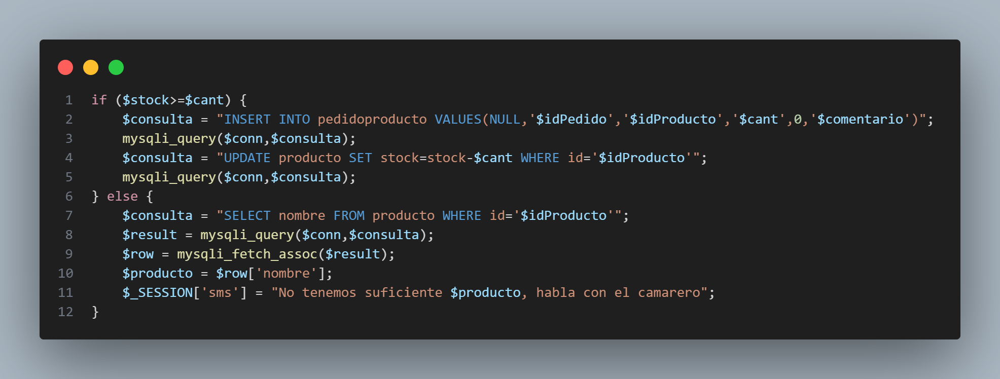 1 if ($stock>=$cant) {
2 $consulta = "INSERT INTO pedidoproducto VALUES(NULL,'$idPedido','$idProducto','$cant',0,'$comentario')";
3 mysqli_query($conn,$consulta);
4 $consulta = "UPDATE producto SET stock=stock-$cant WHERE id='$idProducto'";
5 mysqli_query($conn,$consulta);
6 } else {
7 $consulta = "SELECT nombre FROM producto WHERE id='$idProducto'";
8 $result = mysqli_query($conn,$consulta);
9 $row = mysqli_fetch_assoc($result);
10 $producto = $row['nombre'];
11 $_SESSION['sms'] = "No tenemos suficiente $producto, habla con el camarero";
12 }